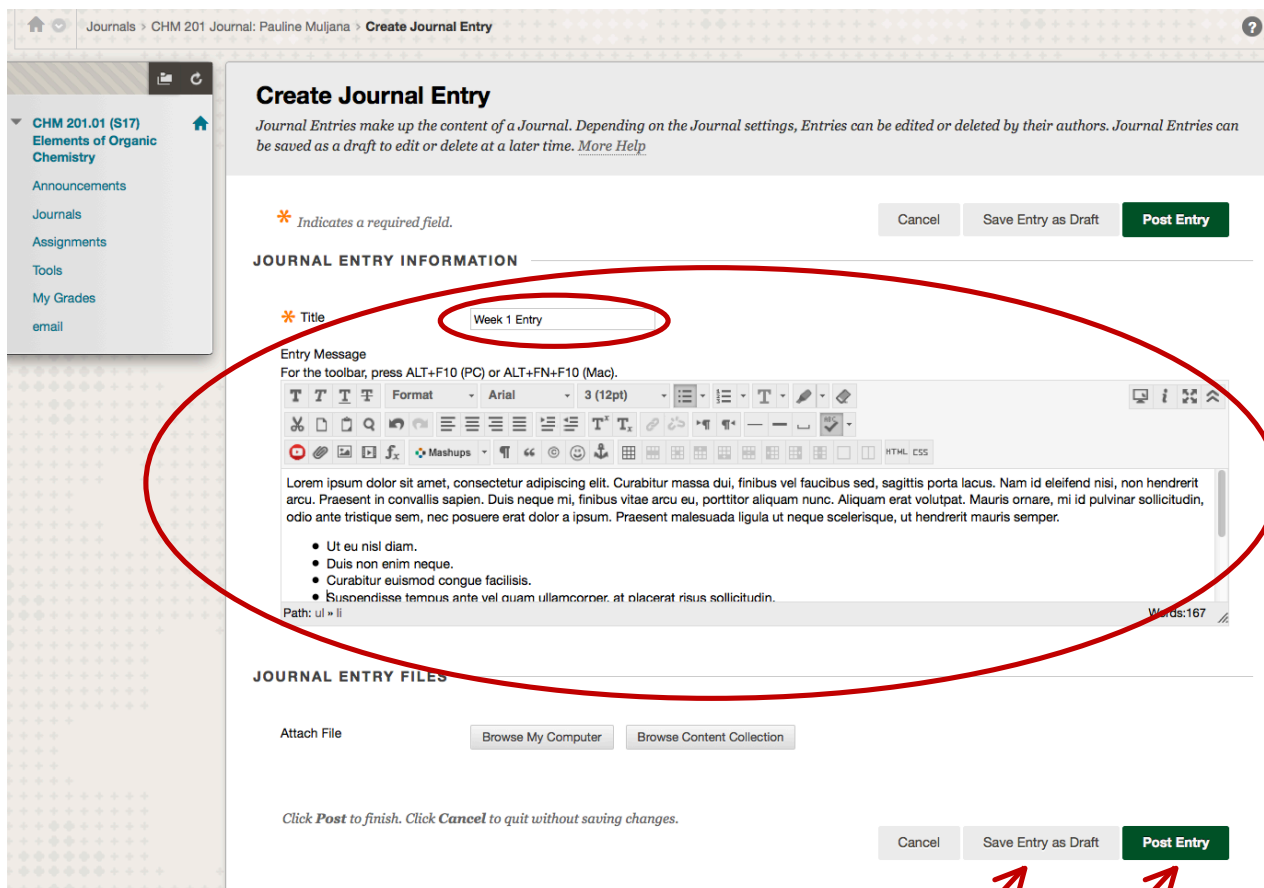 Journals > CHM 201 Journal: Pauline Muljana > Create Journal Entry
?
CHM 201.01 (S17)
Elements of Organic
Chemistry
Announcements
Journals
Assignments
Tools
My Grades
email
Create Journal Entry
Journal Entries make up the content of a Journal. Depending on the Journal settings, Entries can be edited or deleted by their authors. Journal Entries can
be saved as a draft to edit or delete at a later time. More Help
* Indicates a required field.
Cancel Save Entry as Draft Post Entry
JOURNAL ENTRY INFORMATION
* Title Week 1 Entry
Entry Message
For the toolbar, press ALT+F10 (PC) or ALT+FN+F10 (Mac).
T T T T Format Arial 3 (12pt) T i
Tx Tx ABC
fx Mashups ¶ “ © HTML CSS
Lorem ipsum dolor sit amet, consectetur adipiscing elit. Curabitur massa dui, finibus vel faucibus sed, sagittis porta lacus. Nam id eleifend nisi, non hendrerit
arcu. Praesent in convallis sapien. Duis neque mi, finibus vitae arcu eu, porttitor aliquam nunc. Aliquam erat volutpat. Mauris ornare, mi id pulvinar sollicitudin,
odio ante tristique sem, nec posuere erat dolor a ipsum. Praesent malesuada ligula ut neque scelerisque, ut hendrerit mauris semper.
• Ut eu nisl diam.
• Duis non enim neque.
• Curabitur euismod congue facilisis.
• Suspendisse tempus ante vel quam ullamcorper, at placerat risus sollicitudin.
Path: ul » li Words:167
JOURNAL ENTRY FILES
Attach File Browse My Computer Browse Content Collection
Click Post to finish. Click Cancel to quit without saving changes.
Cancel Save Entry as Draft Post Entry